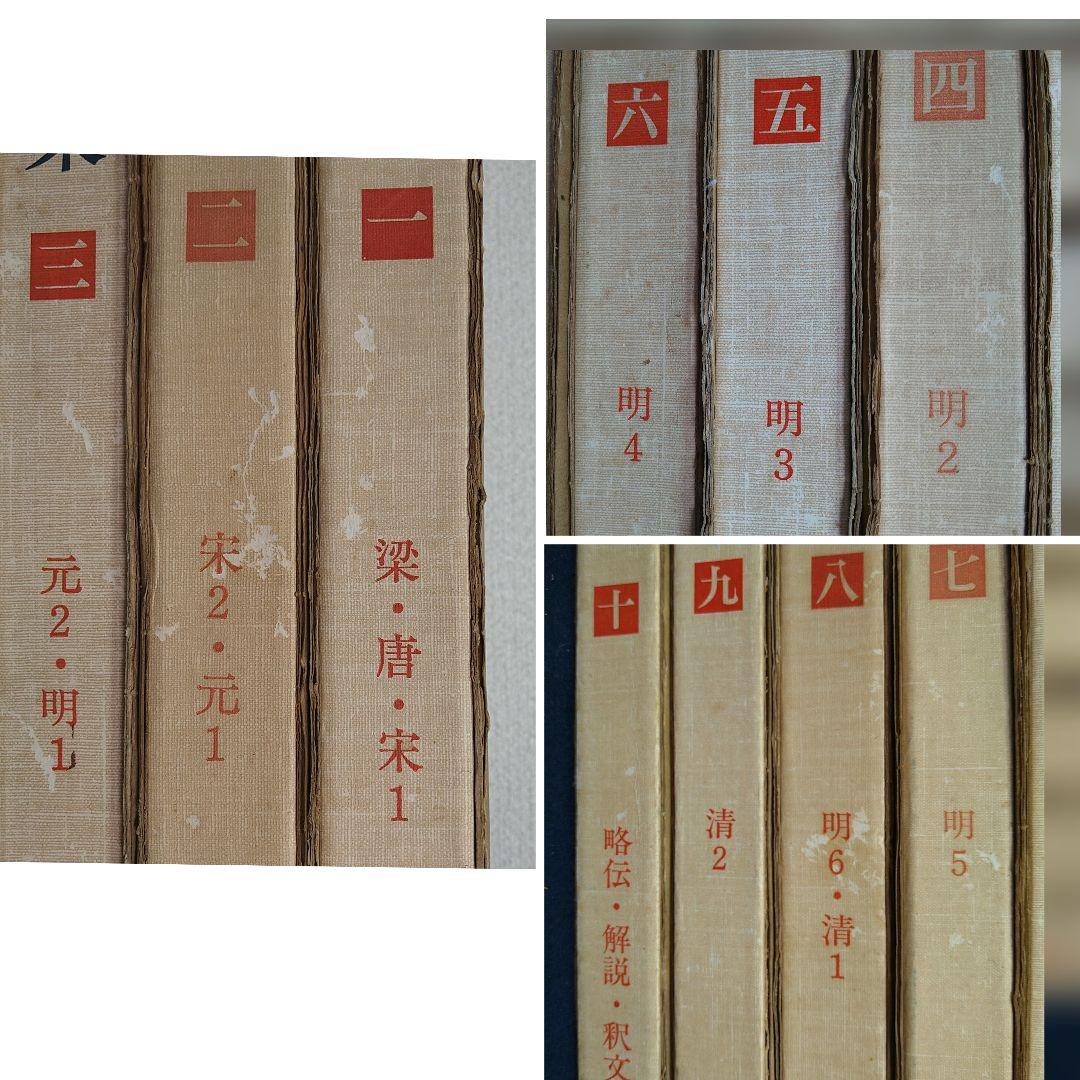 一
梁・唐・宋1
二
宋2・元1
三
元2・明1
四
明2
五
明3
六
明4
七
明5
八
明6・清1
九
清2
十
略伝・解説・釈文